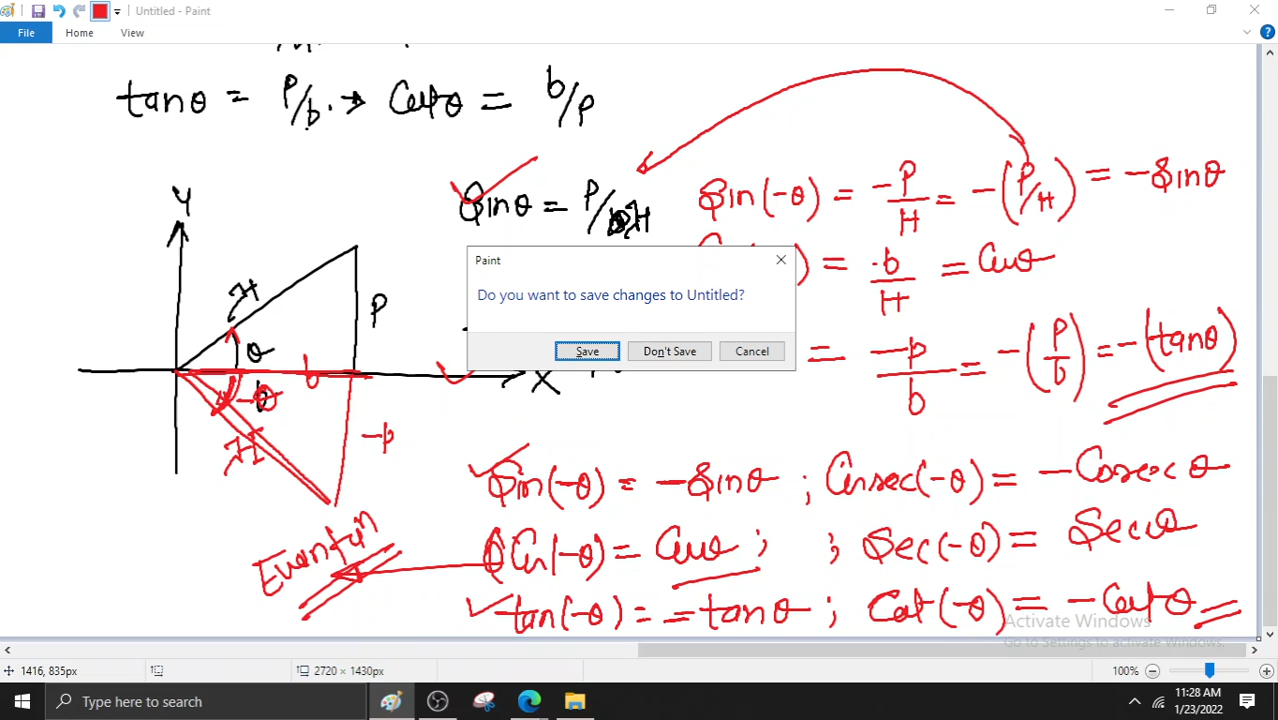 Untitled - Paint
File Home View
tanθ = P/b. → Cotθ = b/P
Sin(-θ) = -P/H = -(P/H) = -Sinθ
Y
Sinθ = P/H
= b/H = Cosθ
Paint
Do you want to save changes to Untitled?
Save Don't Save Cancel
H
P
θ
b
= -P/b = -(P/b) = -(tanθ)
X
-θ
b
H
-P
Sin(-θ) = -Sinθ ; Cosec(-θ) = -Cosecθ
Cos(-θ) = Cosθ ; ; Sec(-θ) = Secθ
Even fun
tan(-θ) = -tanθ ; Cot(-θ) = -Cotθ
Activate Windows
Go to Settings to activate Windows.
1416, 835px 2720 × 1430px 100%
Type here to search
11:28 AM
1/23/2022